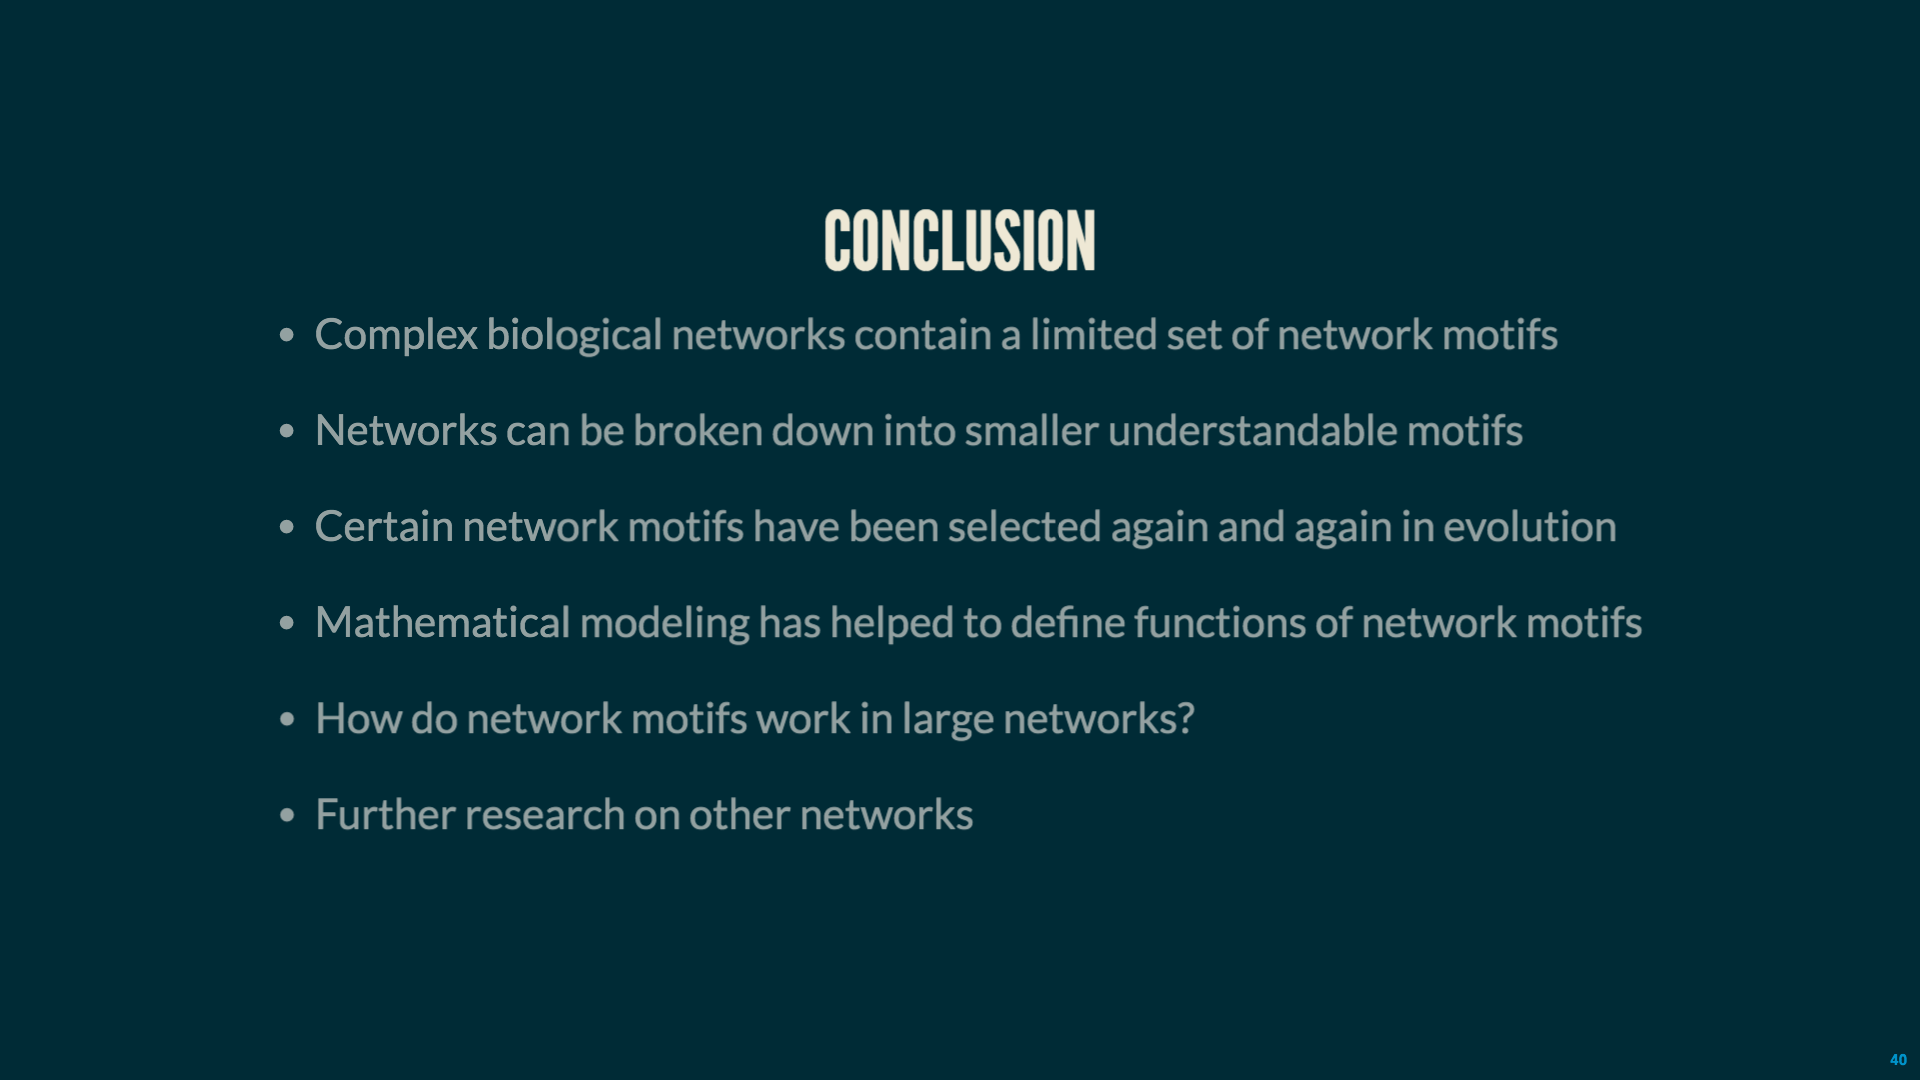 CONCLUSION
• Complex biological networks contain a limited set of network motifs
• Networks can be broken down into smaller understandable motifs
• Certain network motifs have been selected again and again in evolution
• Mathematical modeling has helped to define functions of network motifs
• How do network motifs work in large networks?
• Further research on other networks
40